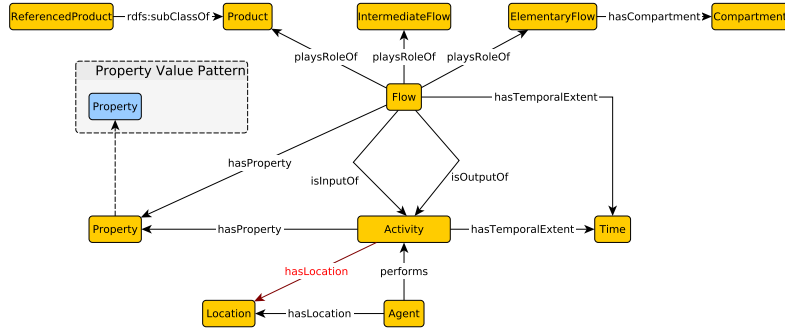 ReferencedProduct
rdfs:subClassOf
Product
IntermediateFlow
ElementaryFlow
hasCompartment
Compartment
playsRoleOf
playsRoleOf
playsRoleOf
Property Value Pattern
Property
Flow
hasTemporalExtent
hasProperty
isInputOf
isOutputOf
Property
hasProperty
Activity
hasTemporalExtent
Time
hasLocation
performs
Location
hasLocation
Agent